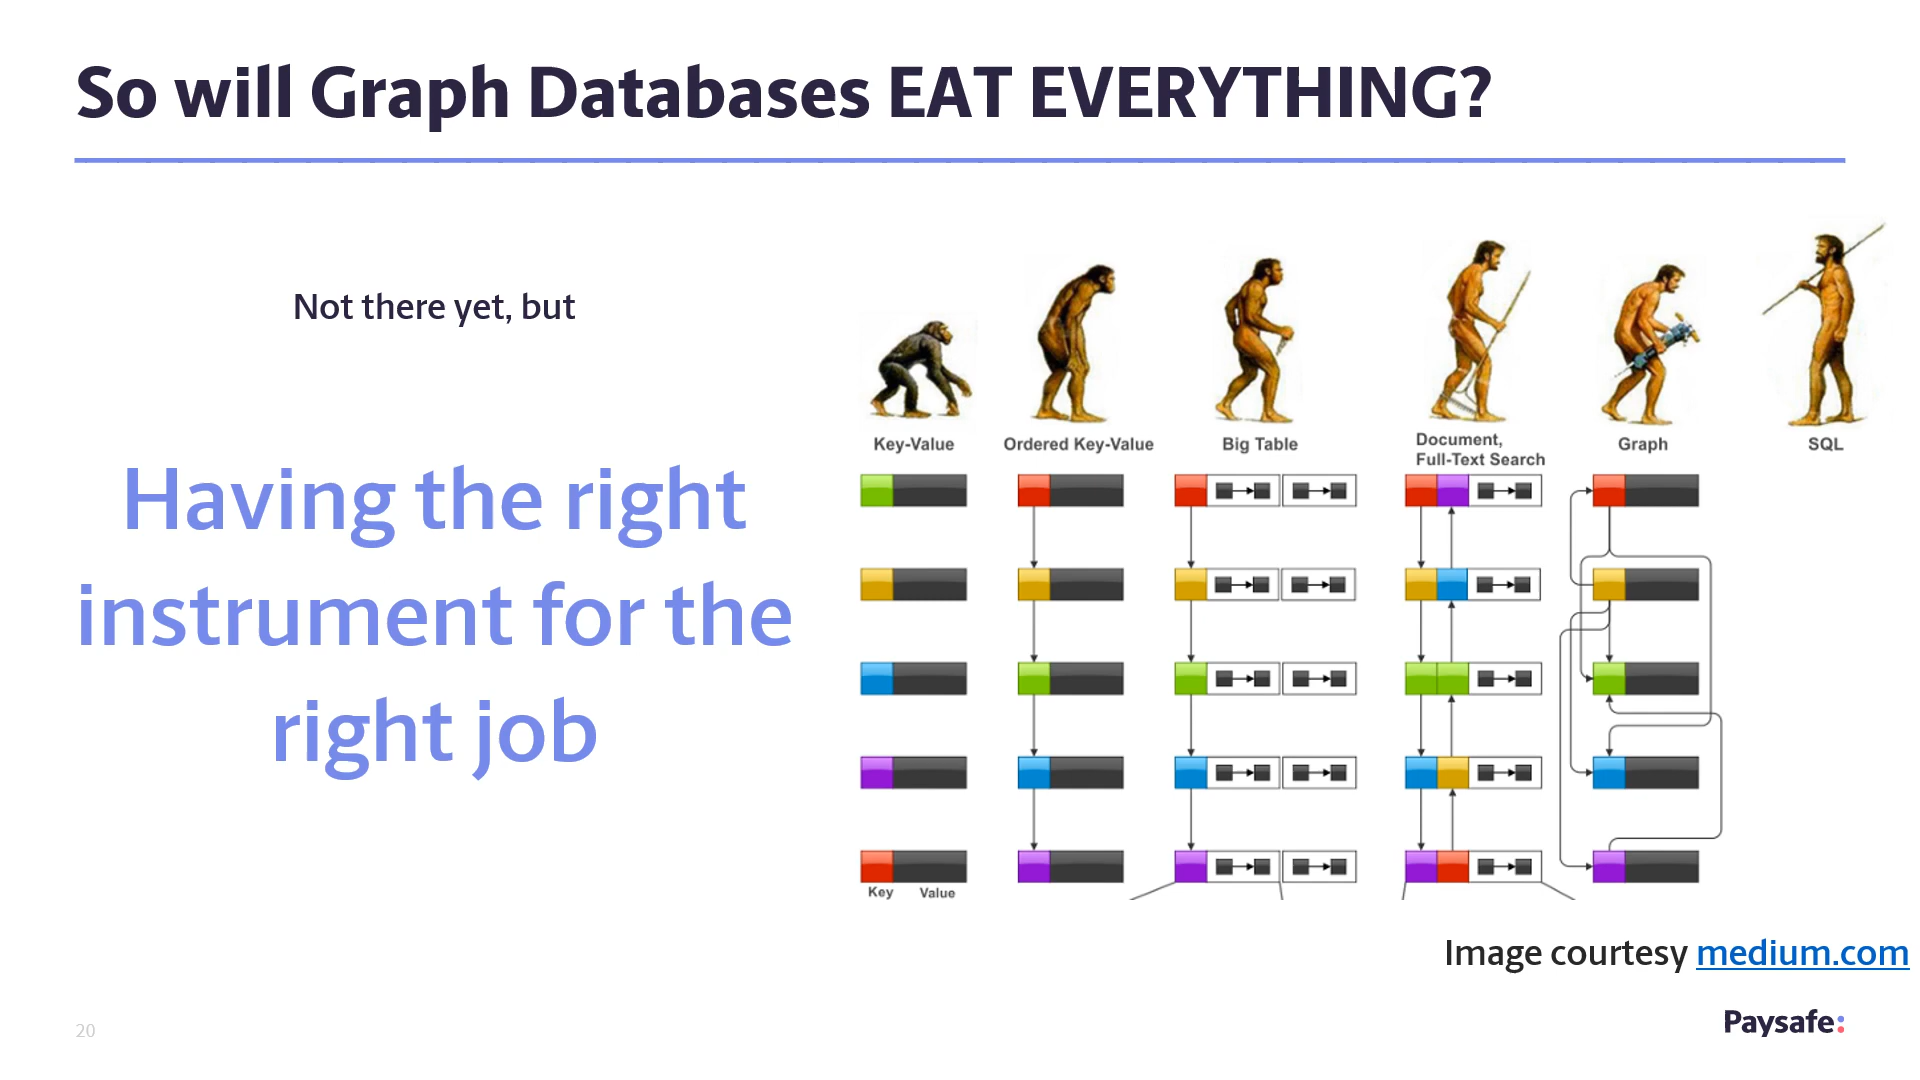 So will Graph Databases EAT EVERYTHING?
Not there yet, but
Having the right
instrument for the
right job
Key-Value
Ordered Key-Value
Big Table
Document,
Full-Text Search
Graph
SQL
Key Value
Image courtesy medium.com
20
Paysafe: